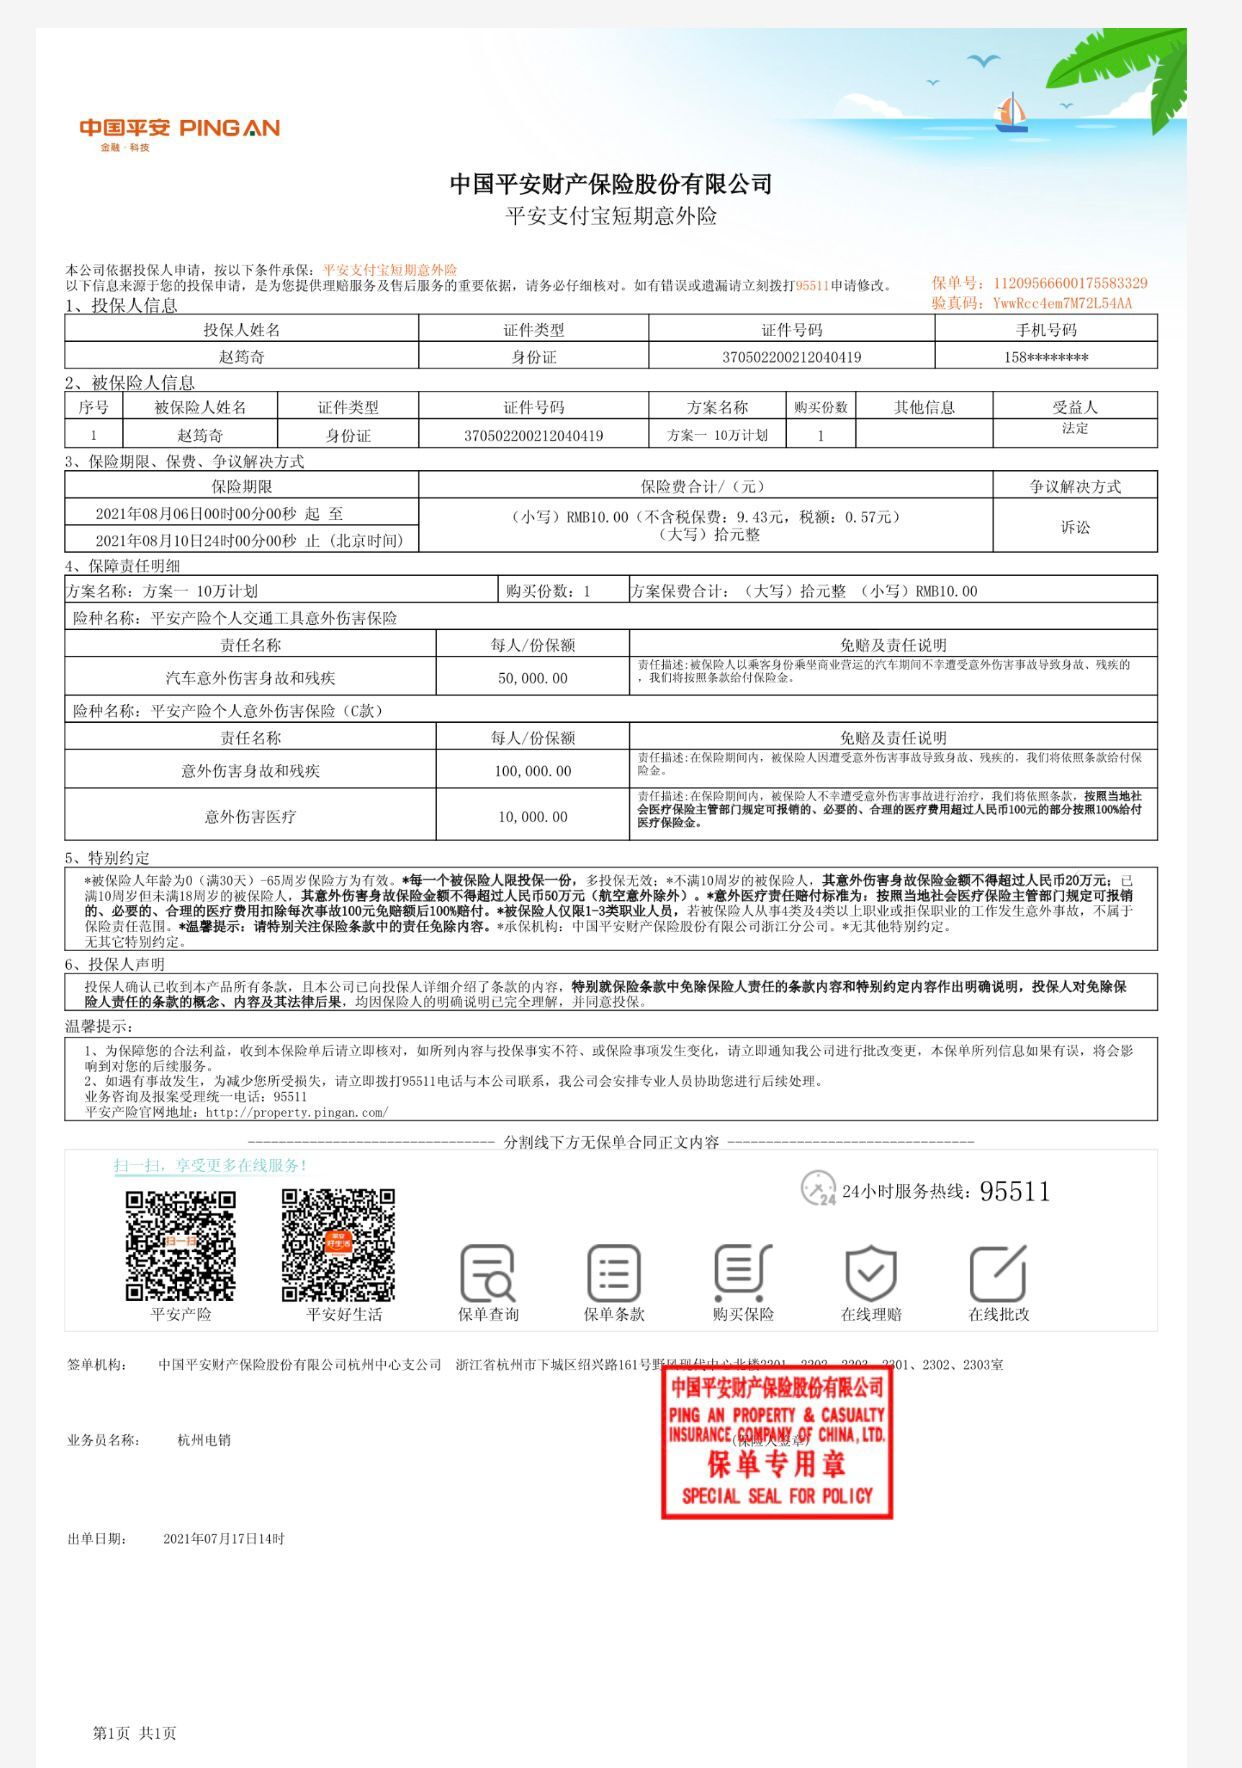 中国平安 PING AN
金融·科技
中国平安财产保险股份有限公司
平安支付宝短期意外险
本公司依据投保人申请，按以下条件承保：平安支付宝短期意外险
以下信息来源于您的投保申请，是为您提供理赔服务及售后服务的重要依据，请务必仔细核对。如有错误或遗漏请立刻拨打95511申请修改。
保单号：11209566600175583329
验真码：YwwRcc4em7M72L54AA
1、投保人信息
投保人姓名 证件类型 证件号码 手机号码
赵筠奇 身份证 370502200212040419 158********
2、被保险人信息
序号 被保险人姓名 证件类型 证件号码 方案名称 购买份数 其他信息 受益人
1 赵筠奇 身份证 370502200212040419 方案一 10万计划 1 法定
3、保险期限、保费、争议解决方式
保险期限 保险费合计/（元） 争议解决方式
2021年08月06日00时00分00秒 起 至
2021年08月10日24时00分00秒 止（北京时间）
（小写）RMB10.00（不含税保费：9.43元，税额：0.57元）
（大写）拾元整
诉讼
4、保障责任明细
方案名称：方案一 10万计划 购买份数：1 方案保费合计：（大写）拾元整 （小写）RMB10.00
险种名称：平安产险个人交通工具意外伤害保险
责任名称 每人/份保额 免赔及责任说明
汽车意外伤害身故和残疾 50,000.00
责任描述:被保险人以乘客身份乘坐商业营运的汽车期间不幸遭受意外伤害事故导致身故、残疾的
，我们将按照条款给付保险金。
险种名称：平安产险个人意外伤害保险（C款）
责任名称 每人/份保额 免赔及责任说明
意外伤害身故和残疾 100,000.00
责任描述:在保险期间内，被保险人因遭受意外伤害事故导致身故、残疾的，我们将依照条款给付保
险金。
意外伤害医疗 10,000.00
责任描述:在保险期间内，被保险人不幸遭受意外伤害事故进行治疗，我们将依照条款，按照当地社
会医疗保险主管部门规定可报销的、必要的、合理的医疗费用超过人民币100元的部分按照100%给付
医疗保险金。
5、特别约定
*被保险人年龄为0（满30天）-65周岁保险方为有效。*每一个被保险人限投保一份，多投保无效；*不满10周岁的被保险人，其意外伤害身故保险金额不得超过人民币20万元；已
满10周岁但未满18周岁的被保险人，其意外伤害身故保险金额不得超过人民币50万元（航空意外除外）。*意外医疗责任赔付标准为：按照当地社会医疗保险主管部门规定可报销
的、必要的、合理的医疗费用扣除每次事故100元免赔额后100%赔付。*被保险人仅限1-3类职业人员，若被保险人从事4类及4类以上职业或拒保职业的工作发生意外事故，不属于
保险责任范围。*温馨提示：请特别关注保险条款中的责任免除内容。*承保机构：中国平安财产保险股份有限公司浙江分公司。*无其他特别约定。
无其它特别约定。
6、投保人声明
投保人确认已收到本产品所有条款，且本公司已向投保人详细介绍了条款的内容，特别就保险条款中免除保险人责任的条款内容和特别约定内容作出明确说明，投保人对免除保
险人责任的条款的概念、内容及其法律后果，均因保险人的明确说明已完全理解，并同意投保。
温馨提示：
1、为保障您的合法利益，收到本保险单后请立即核对，如所列内容与投保事实不符、或保险事项发生变化，请立即通知我公司进行批改变更，本保单所列信息如果有误，将会影
响到对您的后续服务。
2、如遇有事故发生，为减少您所受损失，请立即拨打95511电话与本公司联系，我公司会安排专业人员协助您进行后续处理。
业务咨询及报案受理统一电话：95511
平安产险官网地址：http://property.pingan.com/
-------------------------------- 分割线下方无保单合同正文内容 --------------------------------
扫一扫，享受更多在线服务！
24
24小时服务热线：95511
扫一扫
平安
好生活
平安产险 平安好生活 保单查询 保单条款 购买保险 在线理赔 在线批改
签单机构： 中国平安财产保险股份有限公司杭州中心支公司 浙江省杭州市下城区绍兴路161号野风现代中心北楼2201、2202、2203、2301、2302、2303室
中国平安财产保险股份有限公司
PING AN PROPERTY & CASUALTY
INSURANCE COMPANY OF CHINA, LTD.
业务员名称： 杭州电销 （保险人签章）
保单专用章
SPECIAL SEAL FOR POLICY
出单日期： 2021年07月17日14时
第1页 共1页